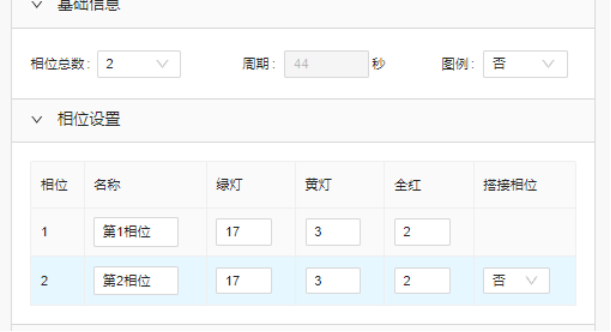 基础信息
相位总数: 2 周期: 44 秒 图例: 否
相位设置
相位 名称 绿灯 黄灯 全红 搭接相位
1 第1相位 17 3 2
2 第2相位 17 3 2 否